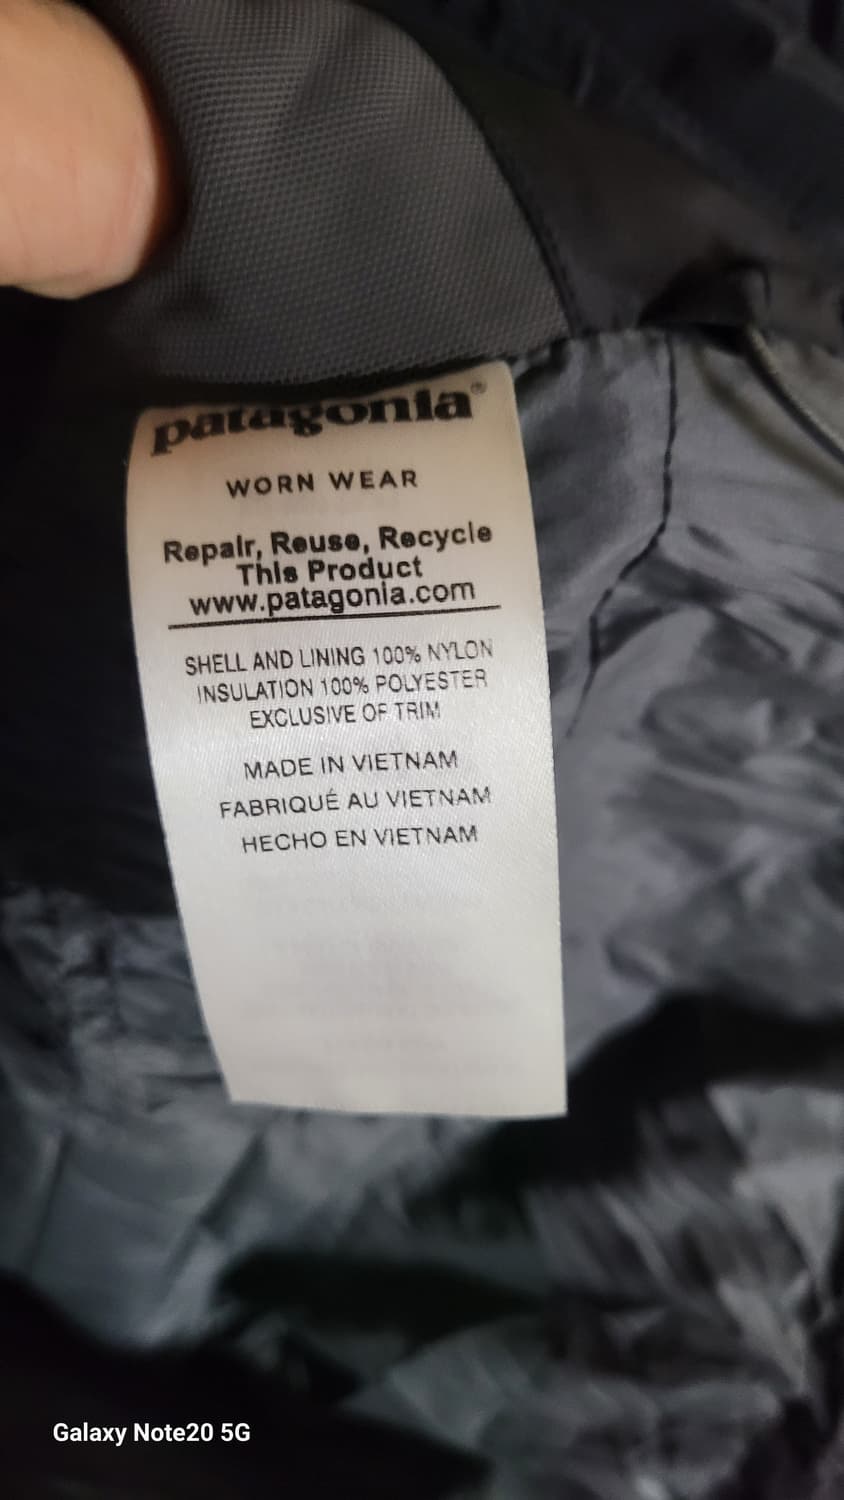 patagonia®
WORN WEAR
Repair, Reuse, Recycle
This Product
www.patagonia.com
SHELL AND LINING 100% NYLON
INSULATION 100% POLYESTER
EXCLUSIVE OF TRIM
MADE IN VIETNAM
FABRIQUÉ AU VIETNAM
HECHO EN VIETNAM
Galaxy Note20 5G